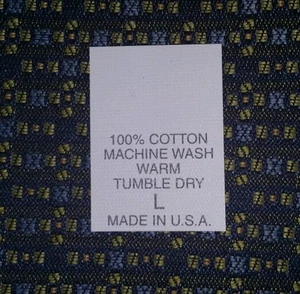 100% COTTON
MACHINE WASH
WARM
TUMBLE DRY
L
MADE IN U.S.A.